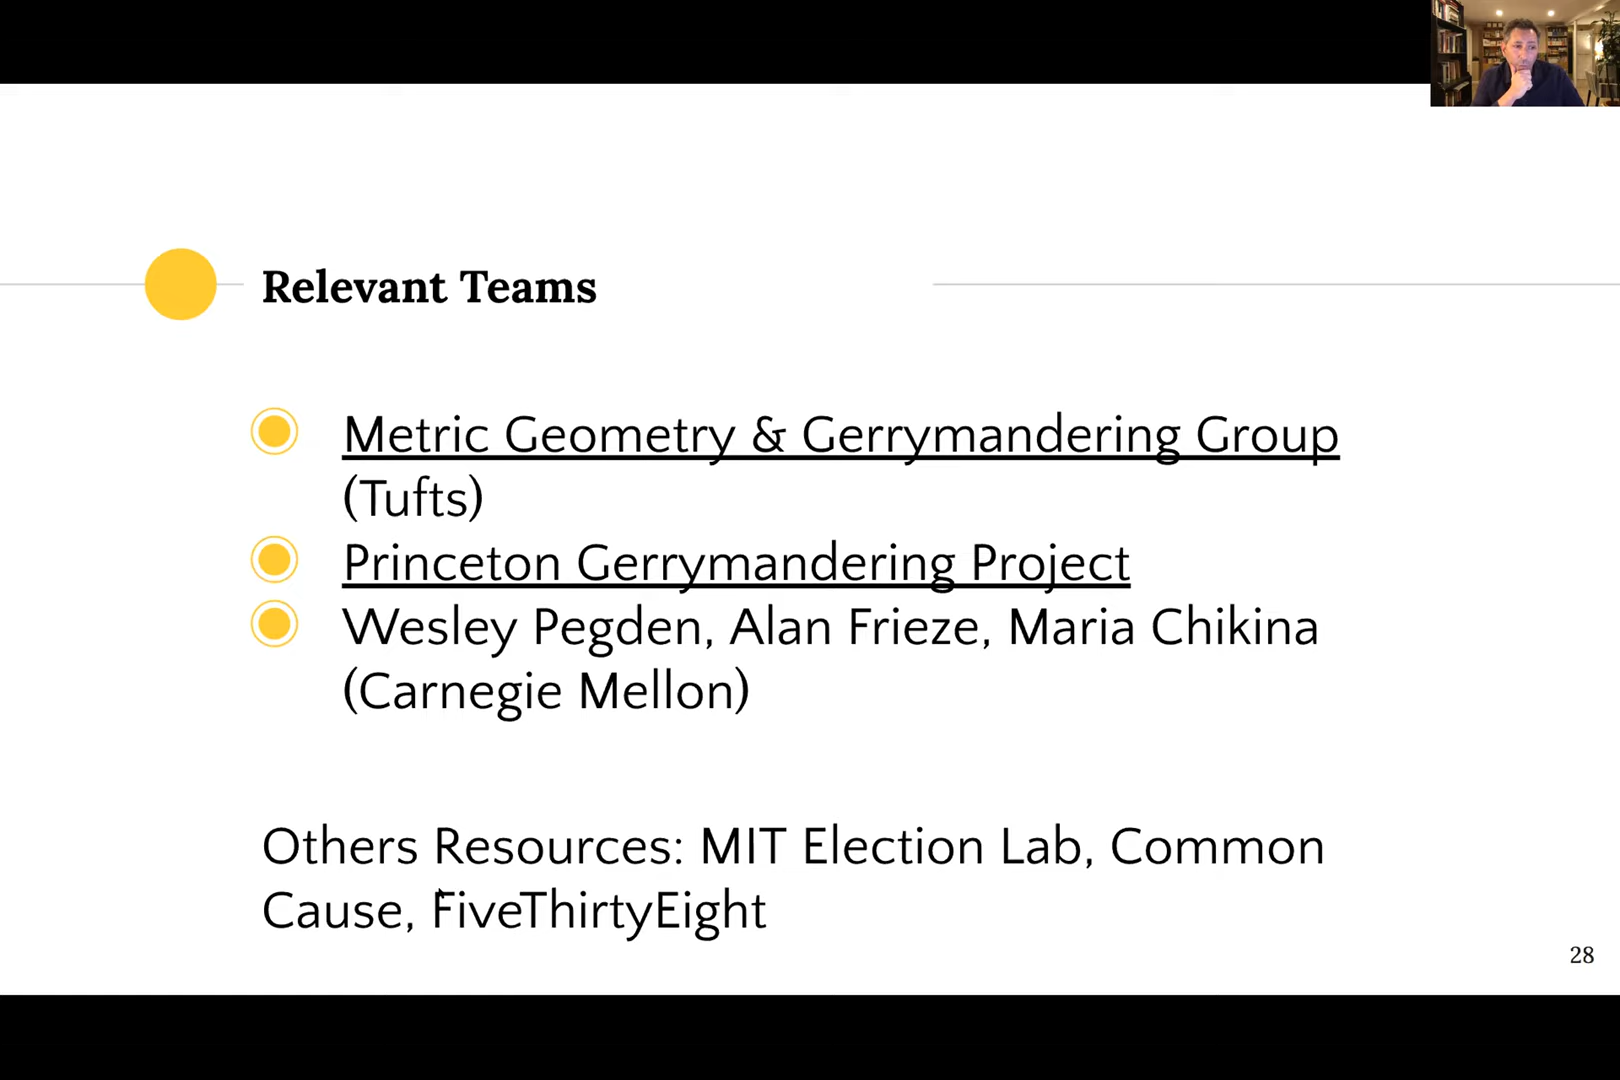 Relevant Teams
Metric Geometry & Gerrymandering Group
(Tufts)
Princeton Gerrymandering Project
Wesley Pegden, Alan Frieze, Maria Chikina
(Carnegie Mellon)
Others Resources: MIT Election Lab, Common
Cause, FiveThirtyEight
28